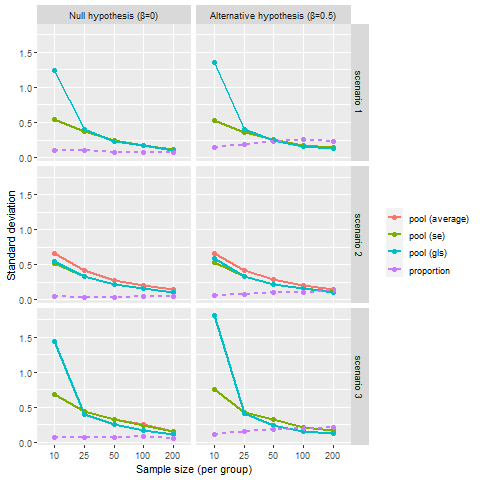 Null hypothesis (β=0)
Alternative hypothesis (β=0.5)
Standard deviation
1.5
1.0
0.5
0.0
scenario 1
1.5
1.0
0.5
0.0
scenario 2
1.5
1.0
0.5
0.0
scenario 3
10 25 50 100 200
10 25 50 100 200
Sample size (per group)
pool (average)
pool (se)
pool (gls)
proportion